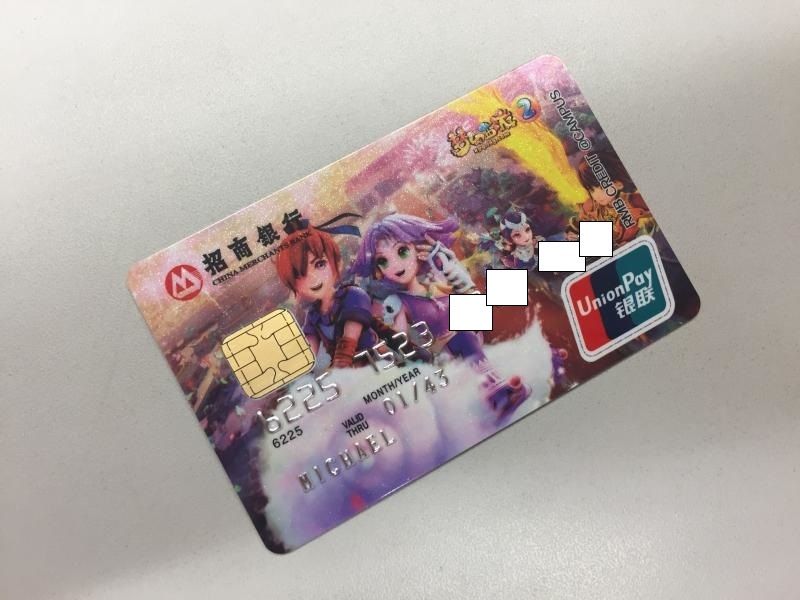 梦幻西游2
RMB CREDIT @CAMPUS
招商银行
CHINA MERCHANTS BANK
UnionPay
银联
6225 7523
6225
MONTH/YEAR
VALID THRU 01/43
MICHAEL